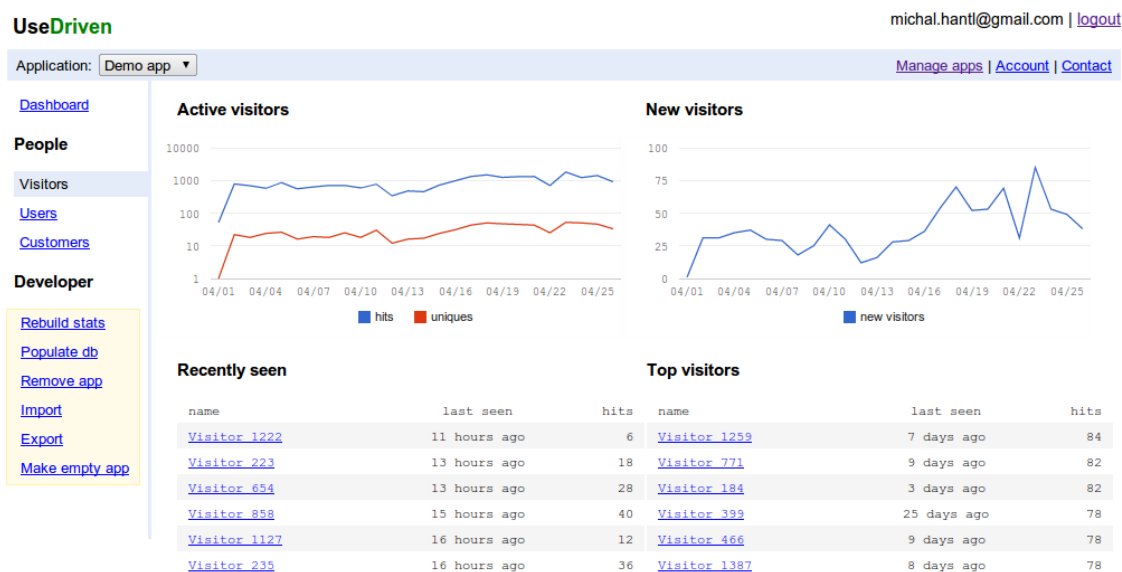 UseDriven
michal.hantl@gmail.com | logout
Application: Demo app
Manage apps | Account | Contact
Dashboard
People
Visitors
Users
Customers
Developer
Rebuild stats
Populate db
Remove app
Import
Export
Make empty app
Active visitors
10000
1000
100
10
1
04/01 04/04 04/07 04/10 04/13 04/16 04/19 04/22 04/25
hits uniques
New visitors
100
75
50
25
0
04/01 04/04 04/07 04/10 04/13 04/16 04/19 04/22 04/25
new visitors
Recently seen
name last seen hits
Visitor 1222 11 hours ago 6
Visitor 223 13 hours ago 18
Visitor 654 13 hours ago 28
Visitor 858 15 hours ago 40
Visitor 1127 16 hours ago 12
Visitor 235 16 hours ago 36
Top visitors
name last seen hits
Visitor 1259 7 days ago 84
Visitor 771 9 days ago 82
Visitor 184 3 days ago 82
Visitor 399 25 days ago 78
Visitor 466 9 days ago 78
Visitor 1387 8 days ago 78